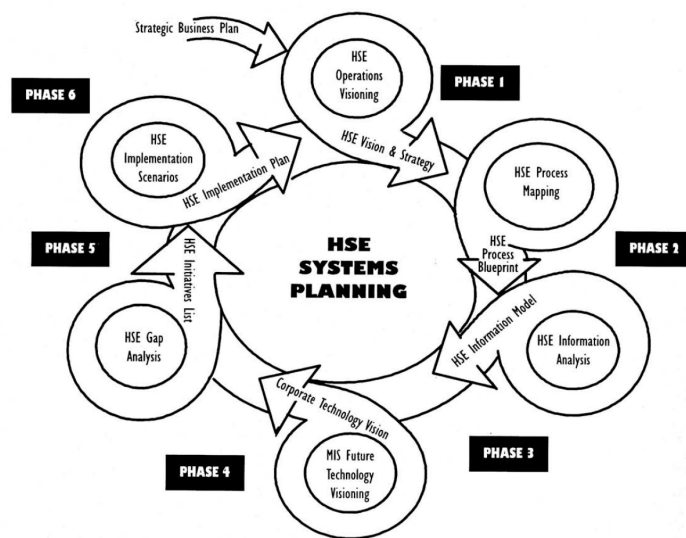 Strategic Business Plan
HSE
Operations
Visioning
PHASE 1
HSE Vision & Strategy
HSE Process
Mapping
PHASE 2
HSE
Process
Blueprint
HSE Information
Analysis
HSE Information Model
PHASE 3
MIS Future
Technology
Visioning
Corporate Technology Vision
PHASE 4
HSE Gap
Analysis
HSE Initiatives List
PHASE 5
HSE
Implementation
Scenarios
HSE Implementation Plan
PHASE 6
HSE
SYSTEMS
PLANNING